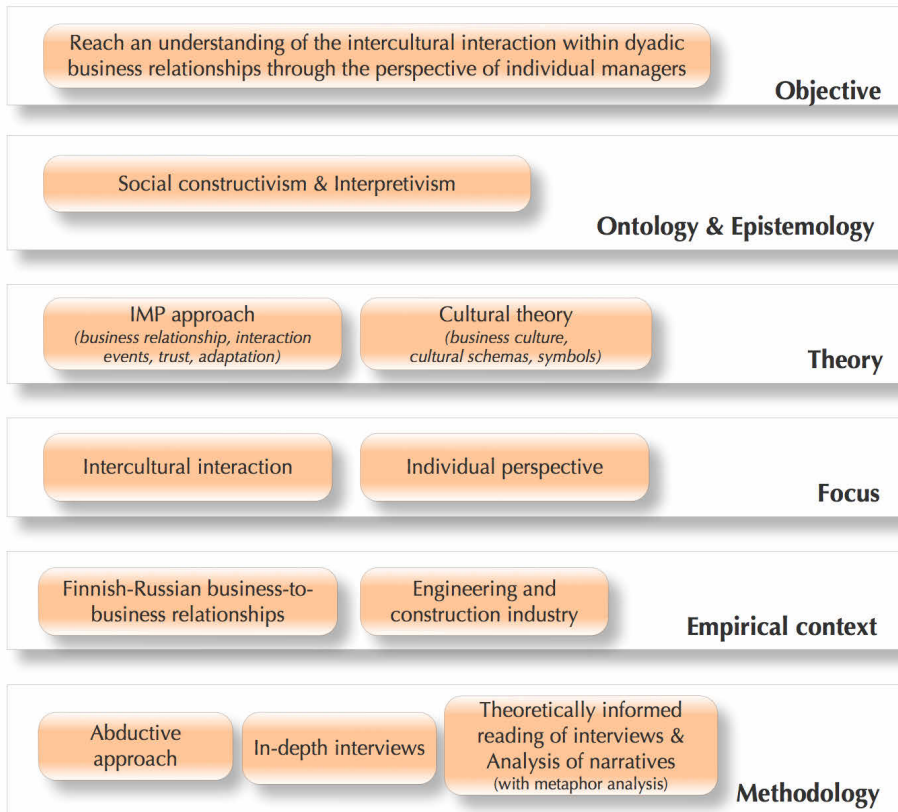 Reach an understanding of the intercultural interaction within dyadic
business relationships through the perspective of individual managers
Objective
Social constructivism & Interpretivism
Ontology & Epistemology
IMP approach
(business relationship, interaction
events, trust, adaptation)
Cultural theory
(business culture,
cultural schemas, symbols)
Theory
Intercultural interaction
Individual perspective
Focus
Finnish-Russian business-to-
business relationships
Engineering and
construction industry
Empirical context
Abductive
approach
In-depth interviews
Theoretically informed
reading of interviews &
Analysis of narratives
(with metaphor analysis)
Methodology